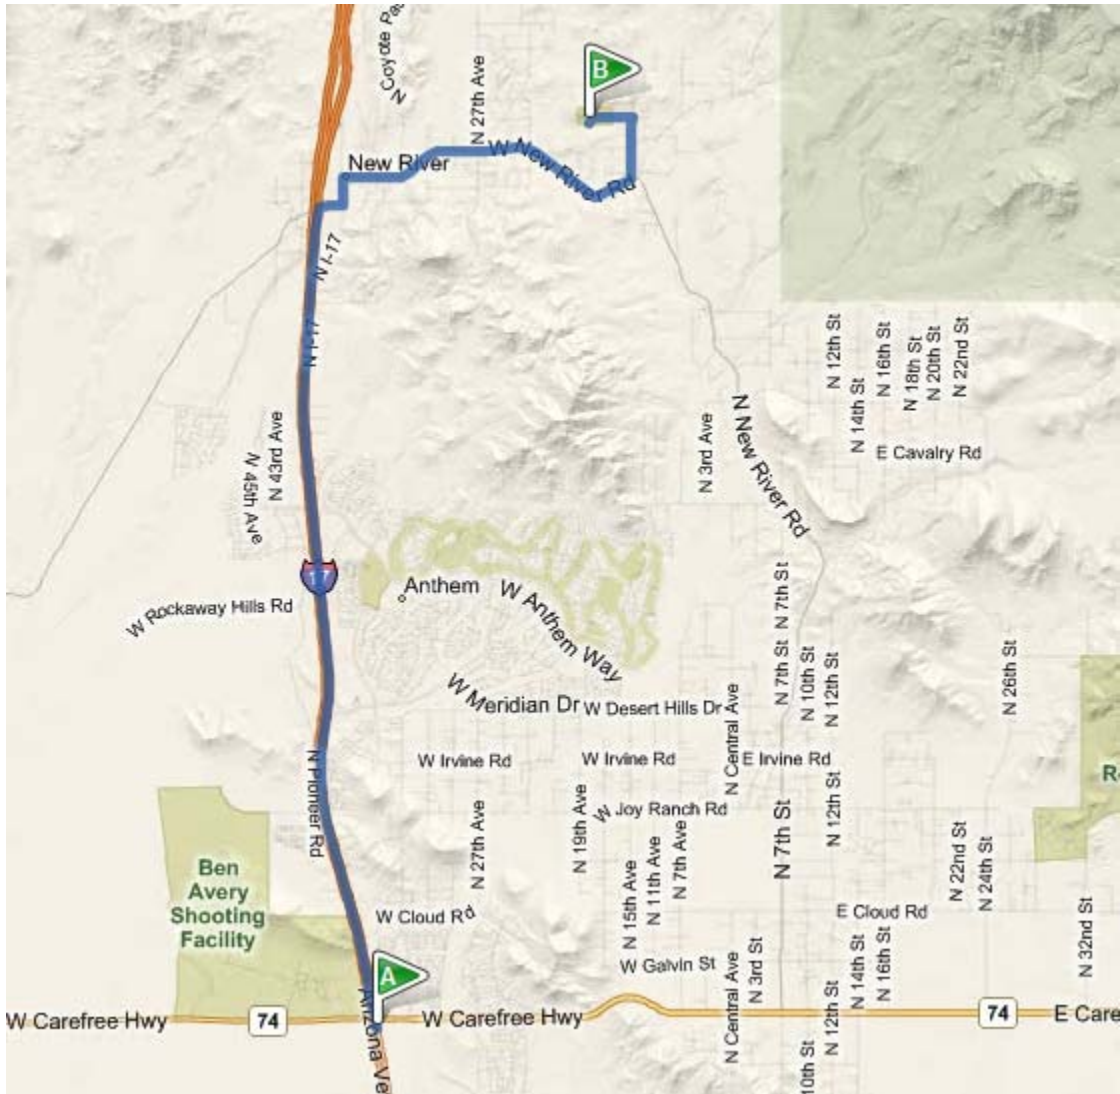 N Coyote Pas
B
N 27th Ave
W New River Rd
New River
N I-17
N I-17
N 12th St
N 16th St
N 18th St
N 20th St
N 22nd St
N 14th St
N 43rd Ave
N 45th Ave
N 3rd Ave
N New River Rd
E Cavalry Rd
17
Anthem
W Anthem Way
W Rockaway Hills Rd
N 7th St
N 7th St
N 10th St
N 12th St
N 26th St
W Meridian Dr
W Desert Hills Dr
N Central Ave
W Irvine Rd
W Irvine Rd
E Irvine Rd
R
N Pioneer Rd
W Joy Ranch Rd
N 12th St
N 27th Ave
N 19th Ave
N 7th St
N 15th Ave
N 11th Ave
N 7th Ave
N 22nd St
N 24th St
Ben
Avery
Shooting
Facility
W Cloud Rd
E Cloud Rd
N 32nd St
A
W Galvin St
N Central Ave
N 3rd St
N 14th St
N 16th St
W Carefree Hwy
74
W Carefree Hwy
74
E Care
Arizona Ve
N 12th St
10th St